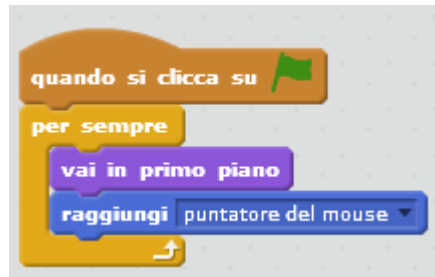 quando si clicca su
per sempre
vai in primo piano
raggiungi puntatore del mouse